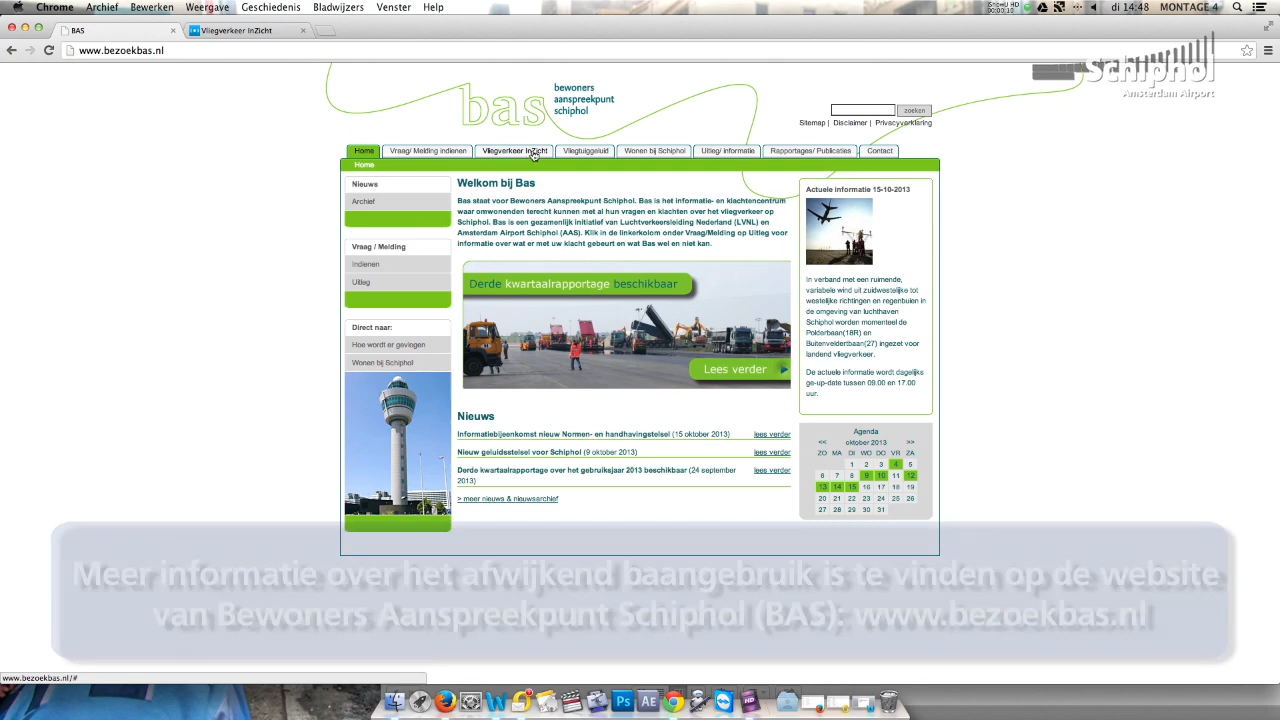 Chrome Archief Bewerken Weergave Geschiedenis Bladwijzers Venster Help
di 14:48 MONTAGE 4
BAS
Vliegverkeer InZicht
www.bezoekbas.nl
Schiphol
Amsterdam Airport
bas
bewoners
aanspreekpunt
schiphol
zoeken
Sitemap | Disclaimer | Privacyverklaring
Home
Vraag/ Melding indienen
Vliegverkeer InZicht
Vliegtuiggeluid
Wonen bij Schiphol
Uitleg/ informatie
Rapportages/ Publicaties
Contact
Home
Nieuws
Archief
Vraag / Melding
Indienen
Uitleg
Direct naar:
Hoe wordt er gevlogen
Wonen bij Schiphol
Welkom bij Bas
Bas staat voor Bewoners Aanspreekpunt Schiphol. Bas is het informatie- en klachtencentrum
waar omwonenden terecht kunnen met al hun vragen en klachten over het vliegverkeer op
Schiphol. Bas is een gezamenlijk initiatief van Luchtverkeersleiding Nederland (LVNL) en
Amsterdam Airport Schiphol (AAS). Klik in de linkerkolom onder Vraag/Melding op Uitleg voor
informatie over wat er met uw klacht gebeurt en wat Bas wel en niet kan.
Derde kwartaalrapportage beschikbaar
Lees verder
Nieuws
Informatiebijeenkomst nieuw Normen- en handhavingstelsel (15 oktober 2013) lees verder
Nieuw geluidsstelsel voor Schiphol (9 oktober 2013) lees verder
Derde kwartaalrapportage over het gebruiksjaar 2013 beschikbaar (24 september lees verder
2013)
> meer nieuws & nieuwsarchief
Actuele informatie 15-10-2013
In verband met een ruimende,
variabele wind uit zuidwestelijke tot
westelijke richtingen en regenbuien in
de omgeving van luchthaven
Schiphol worden momenteel de
Polderbaan(18R) en
Buitenveldertbaan(27) ingezet voor
landend vliegverkeer.
De actuele informatie wordt dagelijks
ge-up-date tussen 09.00 en 17.00
uur.
Agenda
<< oktober 2013 >>
ZO MA DI WO DO VR ZA
1 2 3 4 5
6 7 8 9 10 11 12
13 14 15 16 17 18 19
20 21 22 23 24 25 26
27 28 29 30 31
Meer informatie over het afwijkend baangebruik is te vinden op de website
van Bewoners Aanspreekpunt Schiphol (BAS): www.bezoekbas.nl
www.bezoekbas.nl/#
Ps
AE
HD